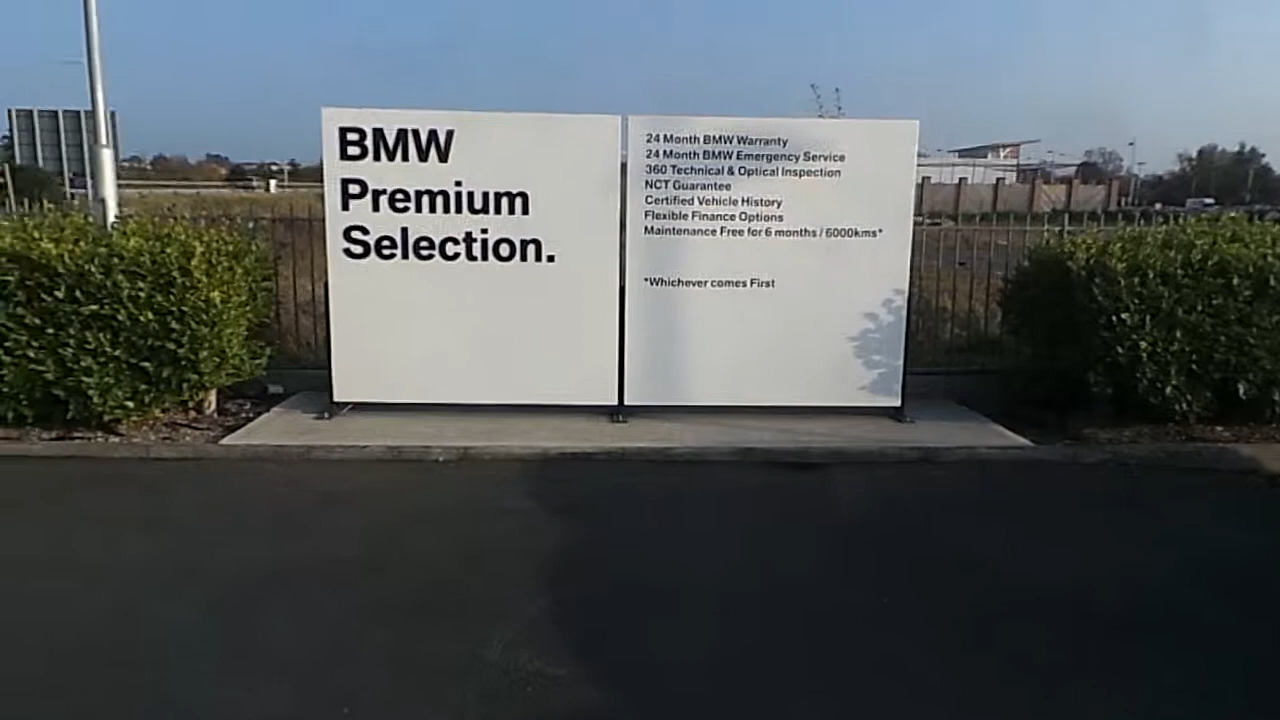 BMW
Premium
Selection.
24 Month BMW Warranty
24 Month BMW Emergency Service
360 Technical & Optical Inspection
NCT Guarantee
Certified Vehicle History
Flexible Finance Options
Maintenance Free for 6 months / 6000kms*
*Whichever comes First